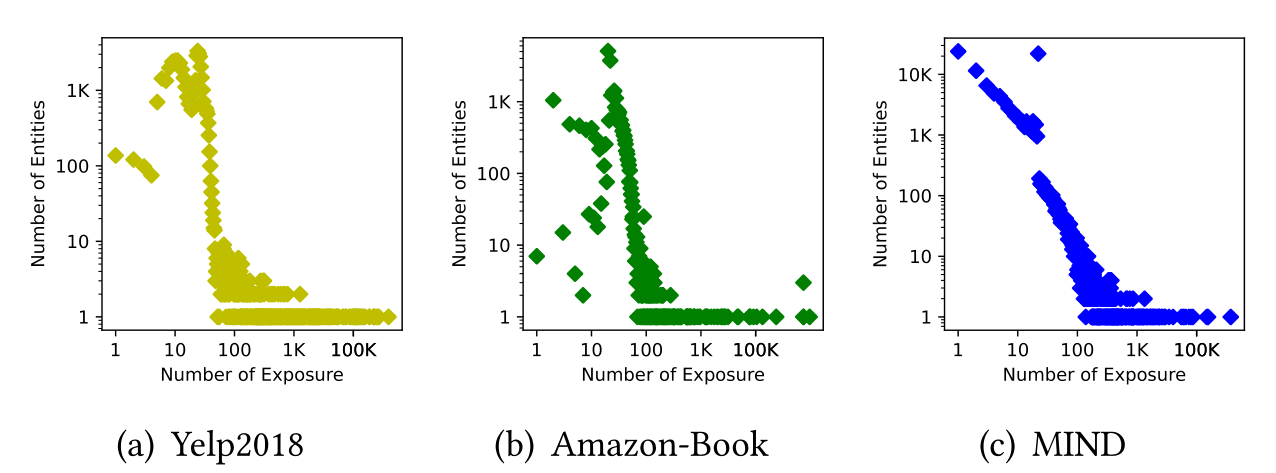 Number of Entities
1K
100
10
1
1 10 100 1K 10K 100K
Number of Exposure
(a) Yelp2018
Number of Entities
1K
100
10
1
1 10 100 1K 100K
Number of Exposure
(b) Amazon-Book
Number of Entities
10K
1K
100
10
1
1 10 100 1K 100K
Number of Exposure
(c) MIND